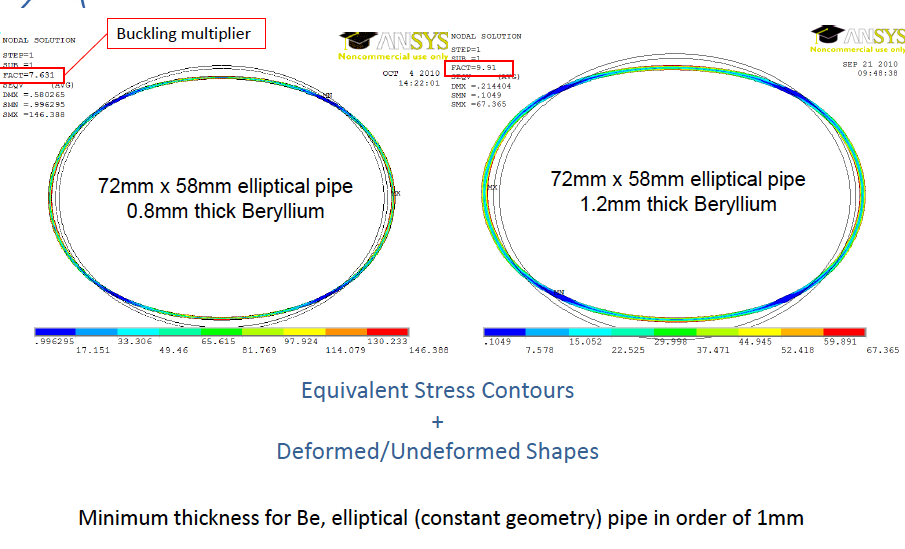 Buckling multiplier
NODAL SOLUTION
STEP=1
SUB =1
FACT=7.631
SEQV (AVG)
DMX =.580265
SMN =.996295
SMX =146.388
ANSYS
Noncommercial use only
OCT 4 2010
14:22:01
MN
MX
72mm x 58mm elliptical pipe
0.8mm thick Beryllium
.996295 33.306 65.615 97.924 130.233
17.151 49.46 81.769 114.079 146.388
NODAL SOLUTION
STEP=1
SUB =1
FACT=9.91
SEQV (AVG)
DMX =.214404
SMN =.1049
SMX =67.365
ANSYS
Noncommercial use only
SEP 21 2010
09:48:38
MX
72mm x 58mm elliptical pipe
1.2mm thick Beryllium
MN
.1049 15.052 29.998 44.945 59.891
7.578 22.525 37.471 52.418 67.365
Equivalent Stress Contours
+
Deformed/Undeformed Shapes
Minimum thickness for Be, elliptical (constant geometry) pipe in order of 1mm